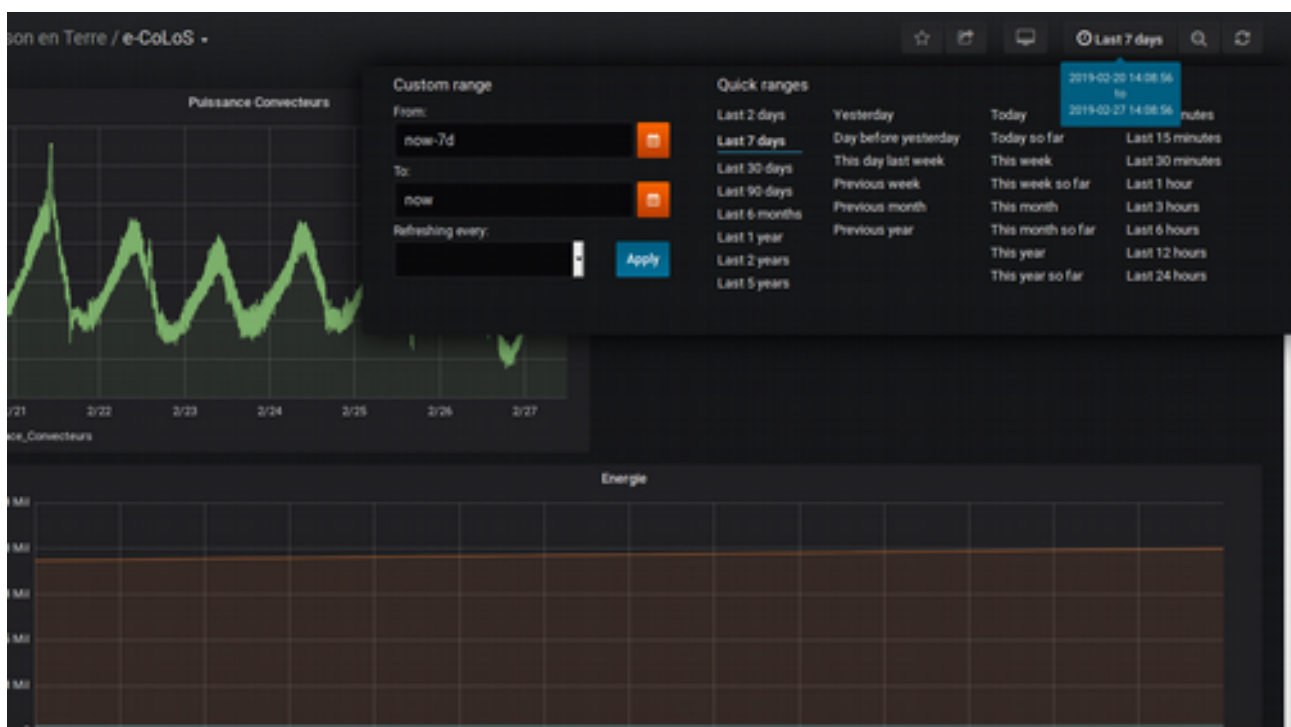 son en Terre / e-CoLoS
Last 7 days
2019-02-20 14:08:56
to
2019-02-27 14:08:56
Custom range
From:
now-7d
To:
now
Refreshing every:
Apply
Quick ranges
Last 2 days
Last 7 days
Last 30 days
Last 90 days
Last 6 months
Last 1 year
Last 2 years
Last 5 years
Yesterday
Day before yesterday
This day last week
Previous week
Previous month
Previous year
Today
Today so far
This week
This week so far
This month
This month so far
This year
This year so far
nutes
Last 15 minutes
Last 30 minutes
Last 1 hour
Last 3 hours
Last 6 hours
Last 12 hours
Last 24 hours
Puissance Convecteurs
/21 2/22 2/23 2/24 2/25 2/26 2/27
ce_Convecteurs
Energie
Mil
Mil
Mil
Mil
Mil